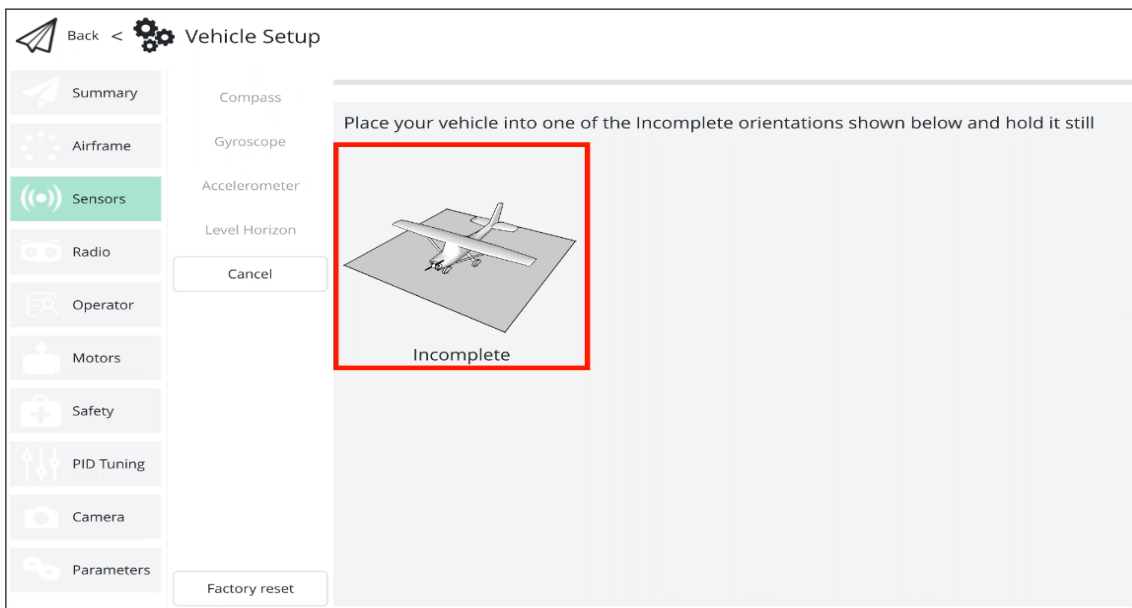 Back < Vehicle Setup
Summary
Airframe
Sensors
Radio
Operator
Motors
Safety
PID Tuning
Camera
Parameters
Compass
Gyroscope
Accelerometer
Level Horizon
Cancel
Factory reset
Place your vehicle into one of the Incomplete orientations shown below and hold it still
Incomplete